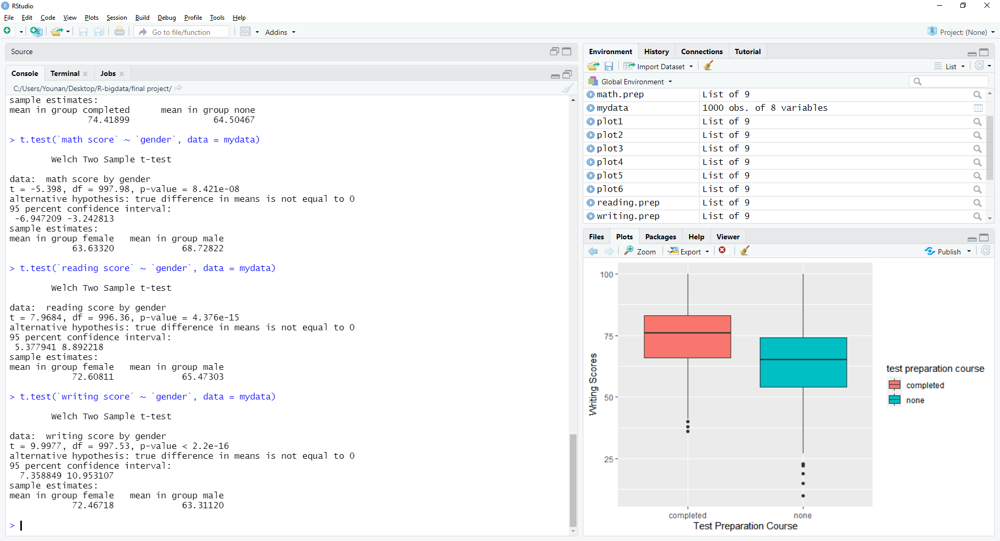 RStudio
File Edit Code View Plots Session Build Debug Profile Tools Help
Go to file/function Addins Project: (None)
Source
Console Terminal Jobs
C:/Users/Younan/Desktop/R-bigdata/final project/
sample estimates:
mean in group completed      mean in group none
               74.41899                64.50467
> t.test(`math score` ~ `gender`, data = mydata)
        Welch Two Sample t-test
data:  math score by gender
t = -5.398, df = 997.98, p-value = 8.421e-08
alternative hypothesis: true difference in means is not equal to 0
95 percent confidence interval:
 -6.947209 -3.242813
sample estimates:
mean in group female   mean in group male
            63.63320             68.72822
> t.test(`reading score` ~ `gender`, data = mydata)
        Welch Two Sample t-test
data:  reading score by gender
t = 7.9684, df = 996.36, p-value = 4.376e-15
alternative hypothesis: true difference in means is not equal to 0
95 percent confidence interval:
 5.377941 8.892218
sample estimates:
mean in group female   mean in group male
            72.60811             65.47303
> t.test(`writing score` ~ `gender`, data = mydata)
        Welch Two Sample t-test
data:  writing score by gender
t = 9.9977, df = 997.53, p-value < 2.2e-16
alternative hypothesis: true difference in means is not equal to 0
95 percent confidence interval:
  7.358849 10.953107
sample estimates:
mean in group female   mean in group male
            72.46718             63.31120
>
Environment History Connections Tutorial
Import Dataset List
Global Environment
math.prep List of 9
mydata 1000 obs. of 8 variables
plot1 List of 9
plot2 List of 9
plot3 List of 9
plot4 List of 9
plot5 List of 9
plot6 List of 9
reading.prep List of 9
writing.prep List of 9
Files Plots Packages Help Viewer
Zoom Export Publish
100
75
50
25
Writing Scores
completed none
Test Preparation Course
test preparation course
completed
none